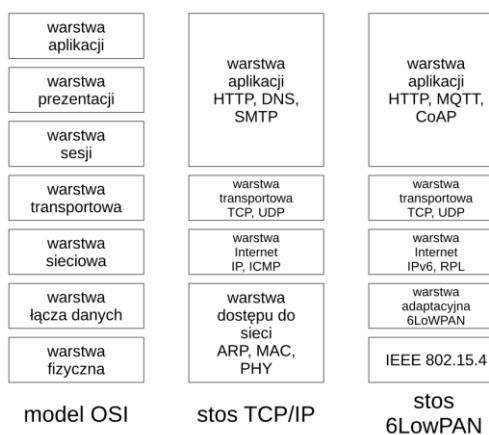 warstwa
aplikacji
warstwa
prezentacji
warstwa
sesji
warstwa
transportowa
warstwa
sieciowa
warstwa
łącza danych
warstwa
fizyczna
model OSI
warstwa
aplikacji
HTTP, DNS,
SMTP
warstwa
transportowa
TCP, UDP
warstwa
Internet
IP, ICMP
warstwa
dostępu do
sieci
ARP, MAC,
PHY
stos TCP/IP
warstwa
aplikacji
HTTP, MQTT,
CoAP
warstwa
transportowa
TCP, UDP
warstwa
Internet
IPv6, RPL
warstwa
adaptacyjna
6LoWPAN
IEEE 802.15.4
stos
6LowPAN